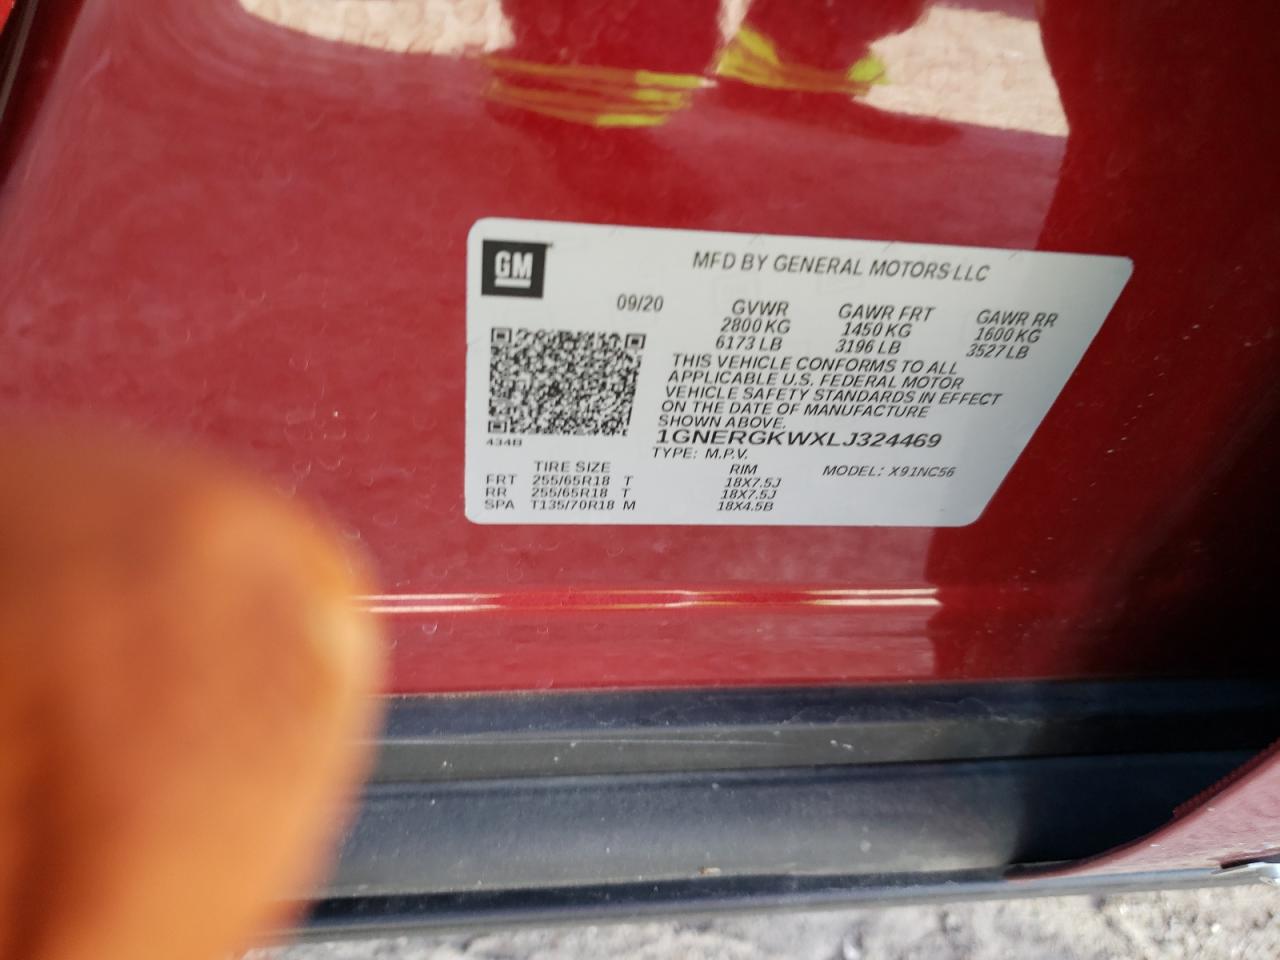 GM
MFD BY GENERAL MOTORS LLC
09/20 GVWR GAWR FRT GAWR RR
2800 KG 1450 KG 1600 KG
6173 LB 3196 LB 3527 LB
THIS VEHICLE CONFORMS TO ALL
APPLICABLE U.S. FEDERAL MOTOR
VEHICLE SAFETY STANDARDS IN EFFECT
ON THE DATE OF MANUFACTURE
SHOWN ABOVE.
434B
1GNERGKWXLJ324469
TYPE: M.P.V.
TIRE SIZE RIM MODEL: X91NC56
FRT 255/65R18 T 18X7.5J
RR 255/65R18 T 18X7.5J
SPA T135/70R18 M 18X4.5B